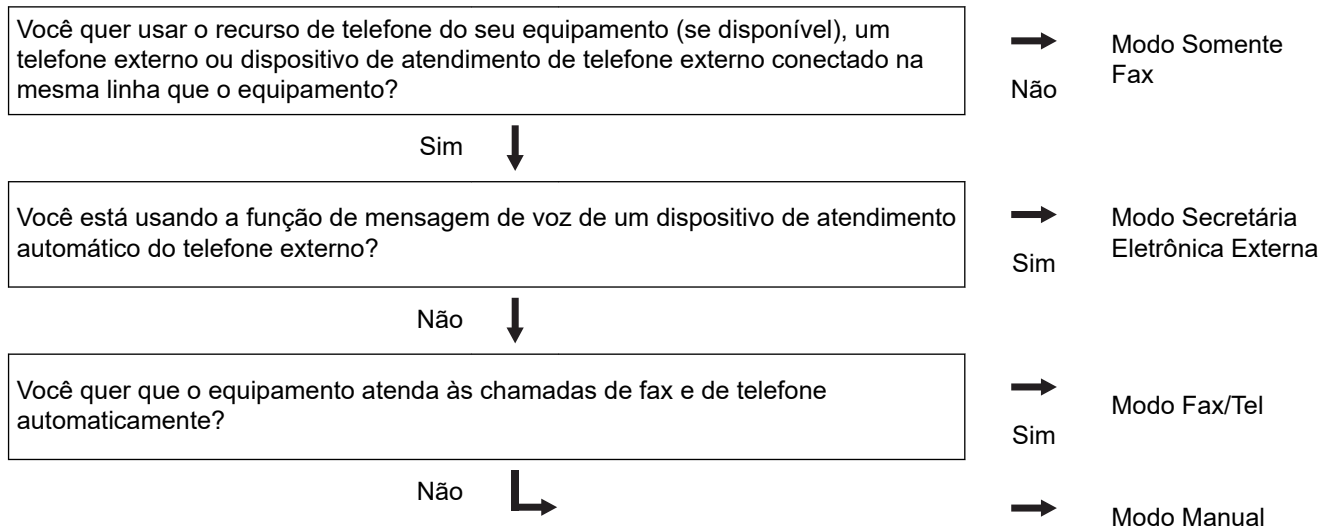 Você quer usar o recurso de telefone do seu equipamento (se disponível), um
telefone externo ou dispositivo de atendimento de telefone externo conectado na
mesma linha que o equipamento?
Não
Modo Somente
Fax
Sim
Você está usando a função de mensagem de voz de um dispositivo de atendimento
automático do telefone externo?
Sim
Modo Secretária
Eletrônica Externa
Não
Você quer que o equipamento atenda às chamadas de fax e de telefone
automaticamente?
Sim
Modo Fax/Tel
Não
Modo Manual